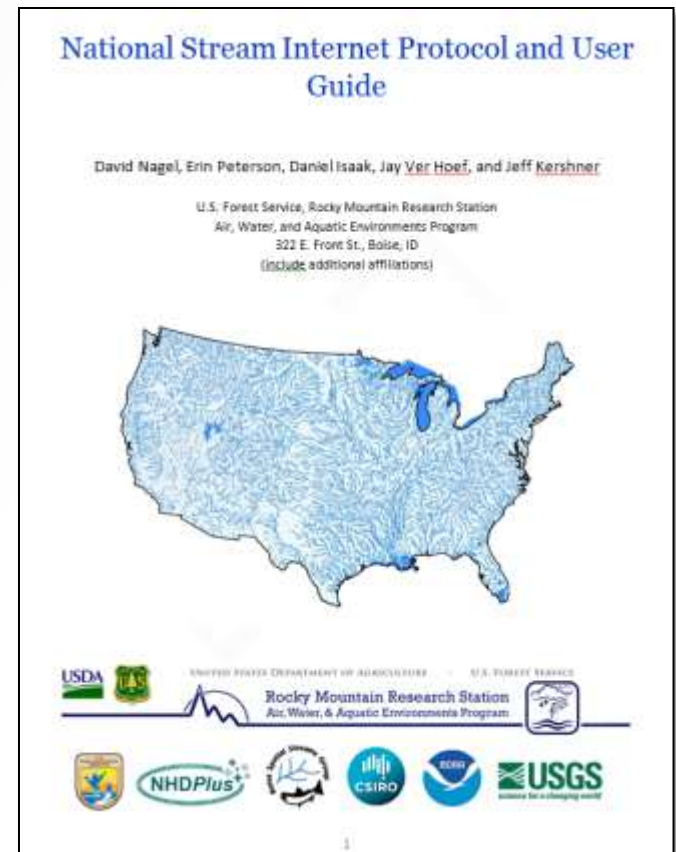 National Stream Internet Protocol and User
Guide
David Nagel, Erin Peterson, Daniel Isaak, Jay Ver Hoef, and Jeff Kershner
U.S. Forest Service, Rocky Mountain Research Station
Air, Water, and Aquatic Environments Program
322 E. Front St., Boise, ID
(include additional affiliations)
USDA
UAS
UNITED STATES DEPARTMENT OF AGRICULTURE U.S. FOREST SERVICE
Rocky Mountain Research Station
Air, Water, & Aquatic Environments Program
NHDPlus
CSIRO
NOAA
USGS
science for a changing world
1